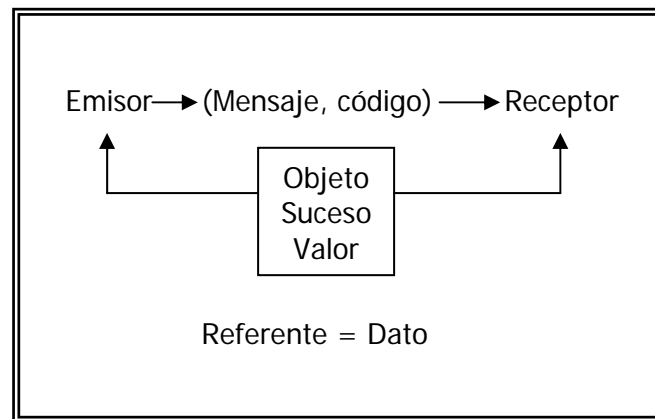 Emisor (Mensaje, código) Receptor
Objeto
Suceso
Valor
Referente = Dato